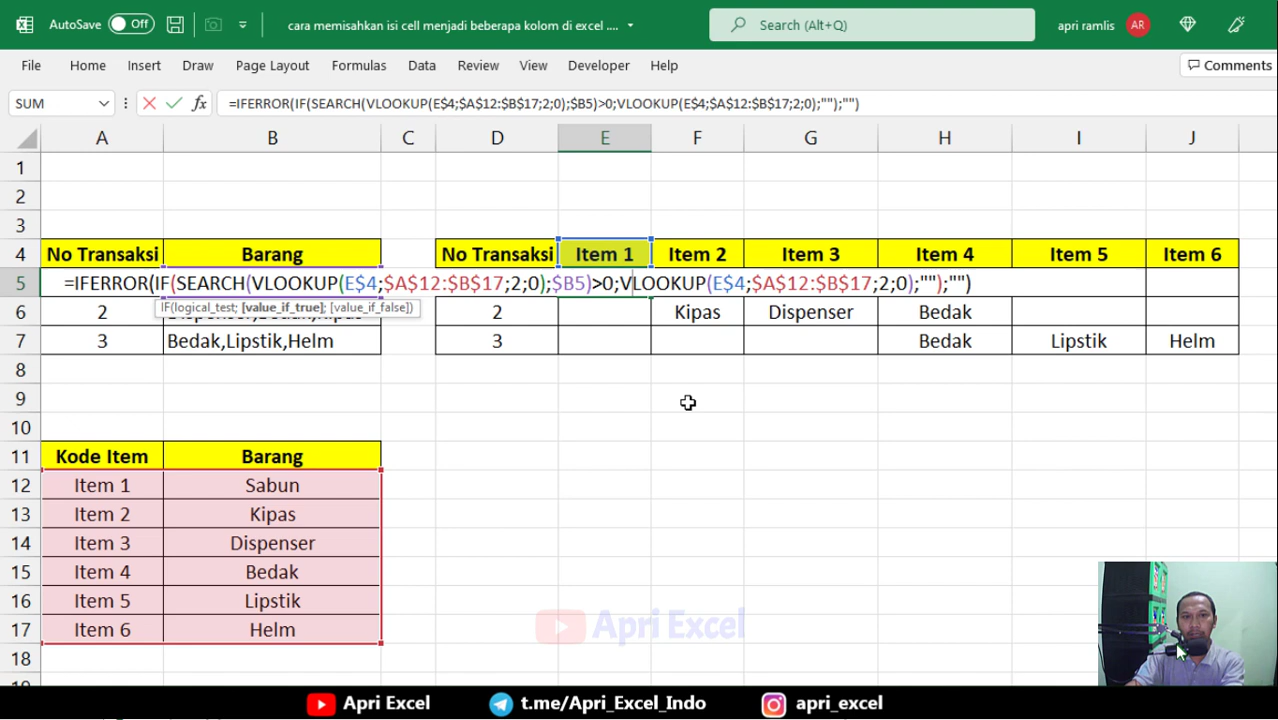 AutoSave Off cara memisahkan isi cell menjadi beberapa kolom di excel .... Search (Alt+Q) apri ramlis AR
File Home Insert Draw Page Layout Formulas Data Review View Developer Help Comments
SUM fx =IFERROR(IF(SEARCH(VLOOKUP(E$4;$A$12:$B$17;2;0);$B5)>0;VLOOKUP(E$4;$A$12:$B$17;2;0);"");"")
A B C D E F G H I J
1
2
3
4 No Transaksi Barang No Transaksi Item 1 Item 2 Item 3 Item 4 Item 5 Item 6
5 =IFERROR(IF(SEARCH(VLOOKUP(E$4;$A$12:$B$17;2;0);$B5)>0;VLOOKUP(E$4;$A$12:$B$17;2;0);"");"")
IF(logical_test; [value_if_true]; [value_if_false])
6 2 2 Kipas Dispenser Bedak
7 3 Bedak,Lipstik,Helm 3 Bedak Lipstik Helm
8
9
10
11 Kode Item Barang
12 Item 1 Sabun
13 Item 2 Kipas
14 Item 3 Dispenser
15 Item 4 Bedak
16 Item 5 Lipstik
17 Item 6 Helm
Apri Excel
18
Apri Excel t.me/Apri_Excel_Indo apri_excel